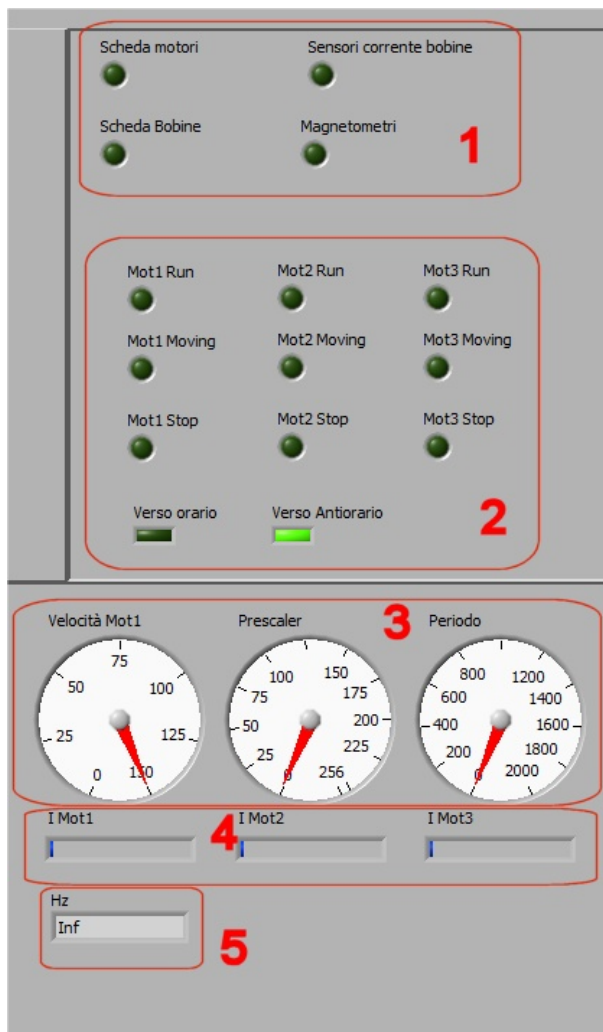 Scheda motori Sensori corrente bobine
Scheda Bobine Magnetometri
1
Mot1 Run Mot2 Run Mot3 Run
Mot1 Moving Mot2 Moving Mot3 Moving
Mot1 Stop Mot2 Stop Mot3 Stop
Verso orario Verso Antiorario
2
3
Velocità Mot1 Prescaler Periodo
0 25 50 75 100 125 150
0 25 50 75 100 150 175 200 225 256
0 200 400 600 800 1200 1400 1600 1800 2000
I Mot1 4 I Mot2 I Mot3
Hz
Inf
5